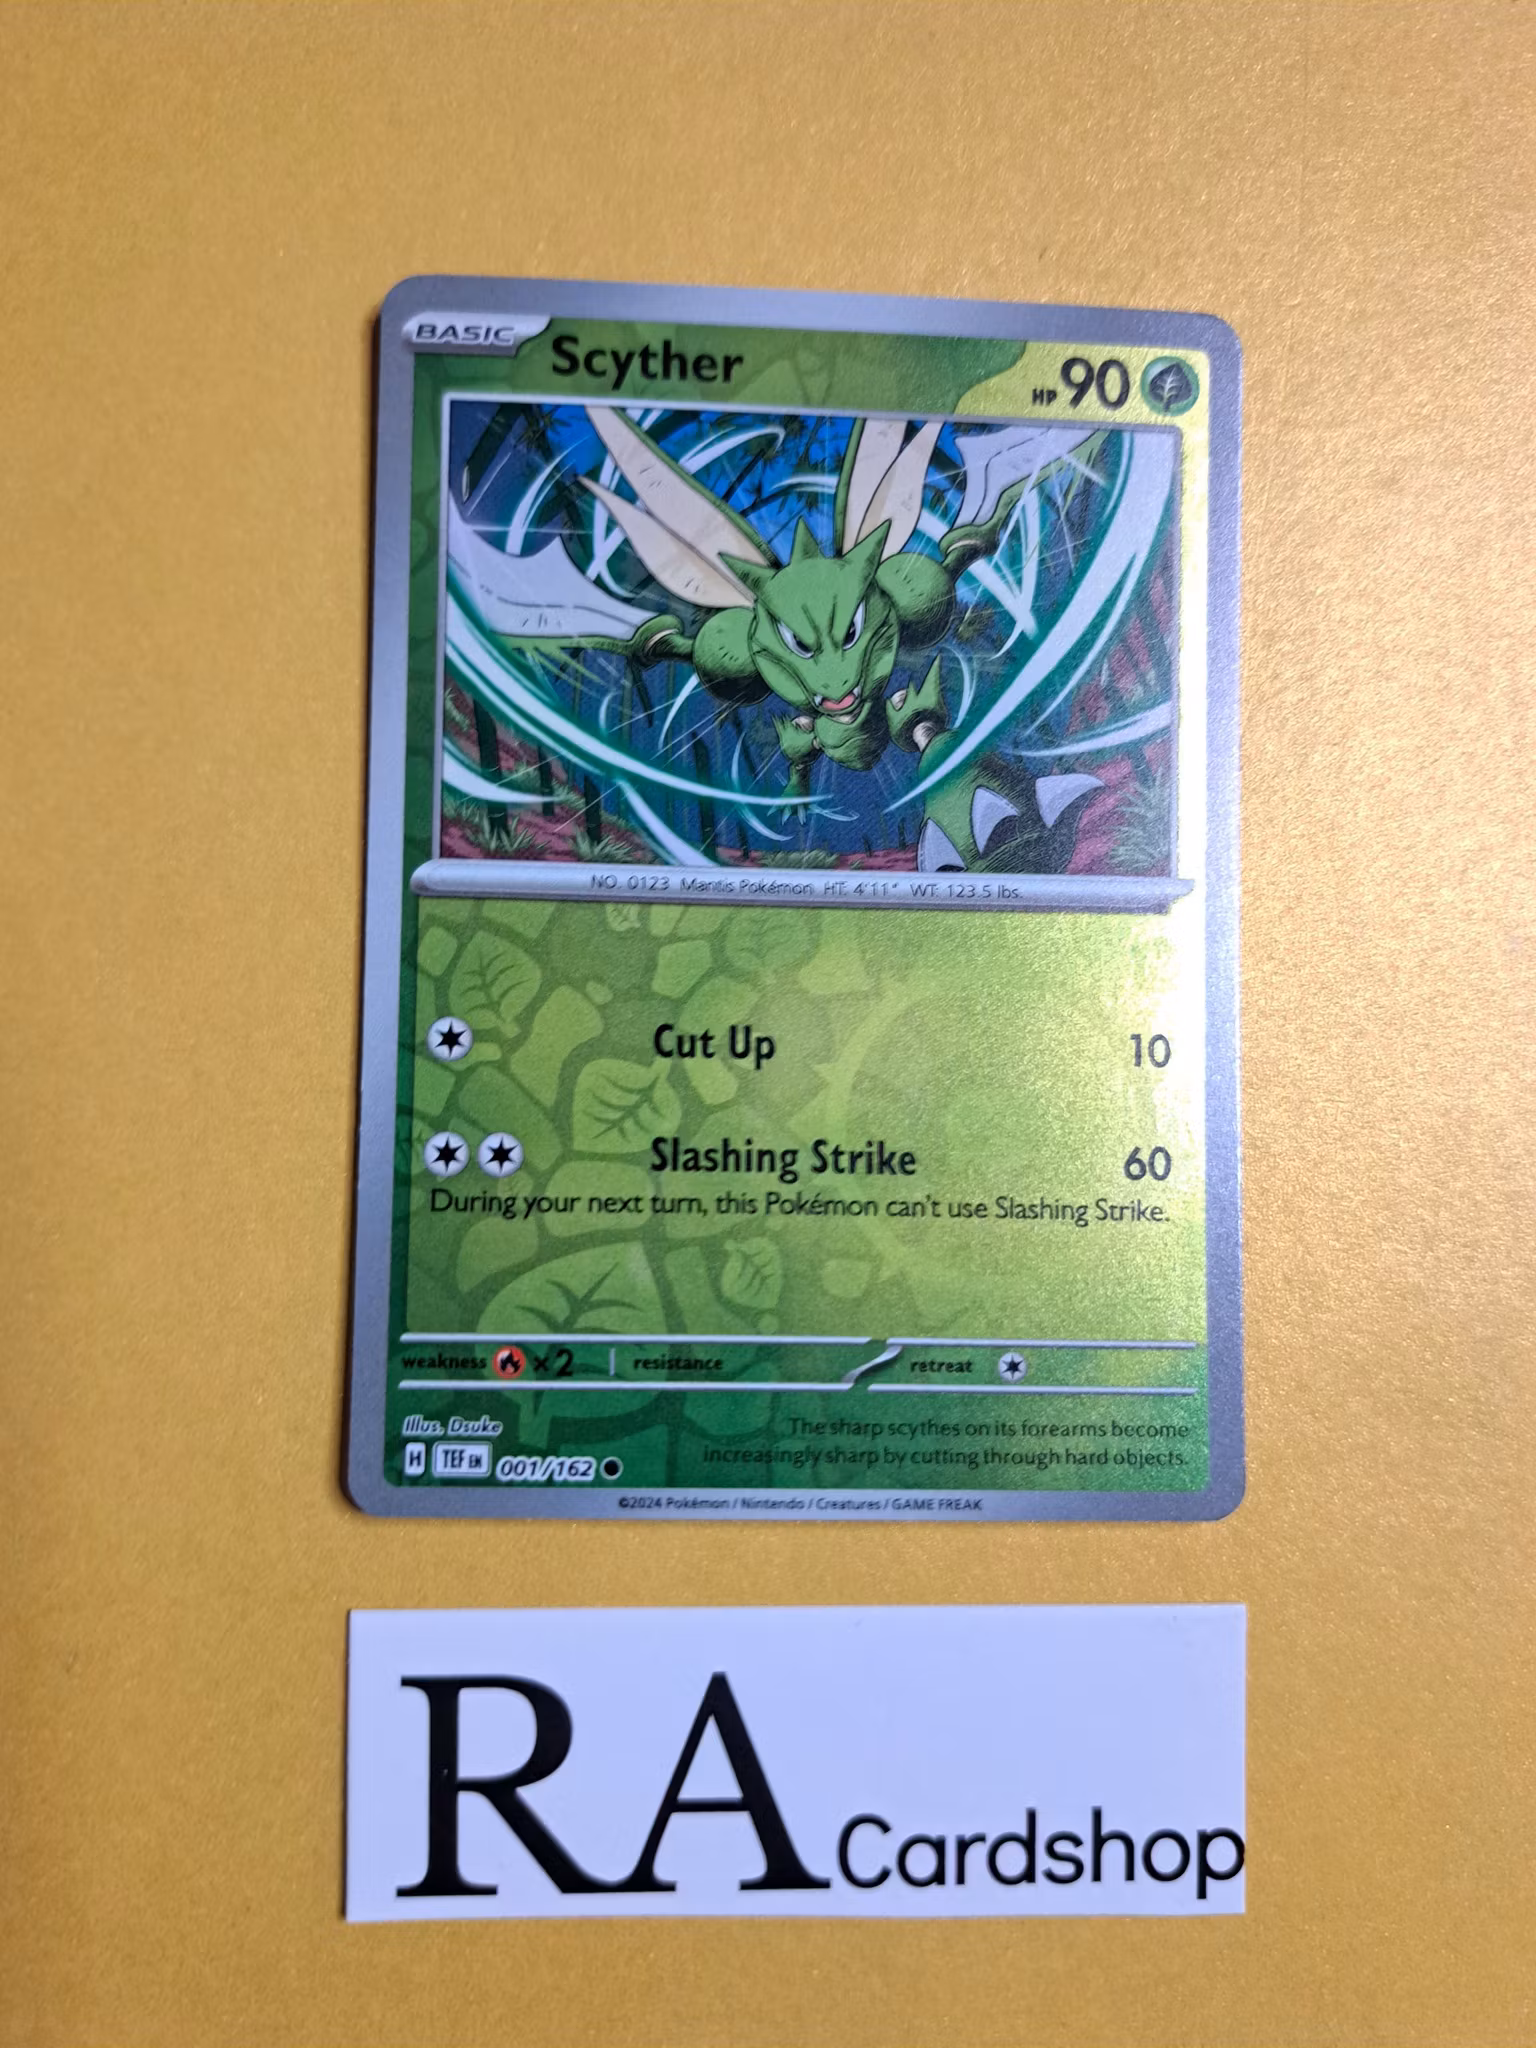 BASIC Scyther HP 90
NO. 0123 Mantis Pokémon HT: 4'11" WT: 123.5 lbs.
Cut Up 10
Slashing Strike 60
During your next turn, this Pokémon can't use Slashing Strike.
weakness ×2 resistance retreat
Illus. Dsuke
The sharp scythes on its forearms become
increasingly sharp by cutting through hard objects.
H TEF EN 001/162
©2024 Pokémon / Nintendo / Creatures / GAME FREAK
RA Cardshop